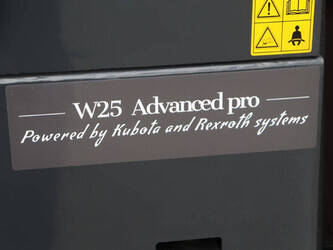 W25 Advanced pro
Powered by Kubota and Rexroth systems